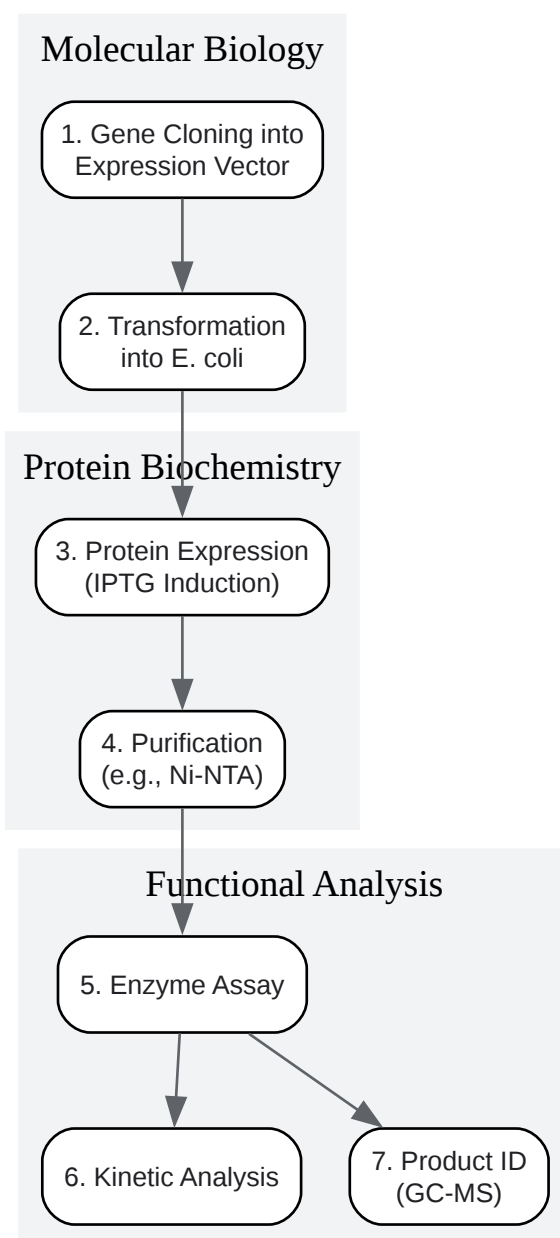 Molecular Biology
1. Gene Cloning into
Expression Vector
2. Transformation
into E. coli
Protein Biochemistry
3. Protein Expression
(IPTG Induction)
4. Purification
(e.g., Ni-NTA)
Functional Analysis
5. Enzyme Assay
6. Kinetic Analysis
7. Product ID
(GC-MS)